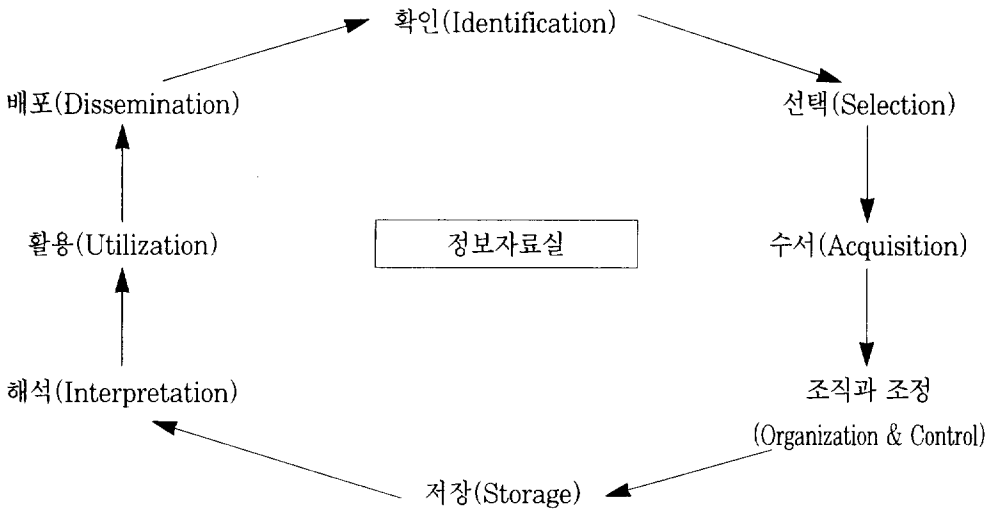 확인(Identification)
배포(Dissemination)
선택(Selection)
활용(Utilization)
정보자료실
수서(Acquisition)
해석(Interpretation)
조직과 조정
(Organization & Control)
저장(Storage)